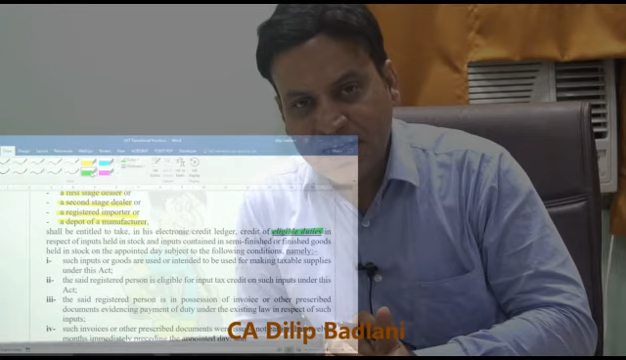 - a first stage dealer or
- a second stage dealer or
- a registered importer or
- a depot of a manufacturer,
shall be entitled to take, in his electronic credit ledger, credit of eligible duties in
respect of inputs held in stock and inputs contained in semi-finished or finished goods
held in stock on the appointed day subject to the following conditions, namely:-
i- such inputs or goods are used or intended to be used for making taxable supplies
under this Act;
ii- the said registered person is eligible for input tax credit on such inputs under this
Act;
iii- the said registered person is in possession of invoice or other prescribed
documents evidencing payment of duty under the existing law in respect of such
inputs;
iv- such invoices or other prescribed documents were
months immediately preceding the appointed day
CA Dilip Badlani